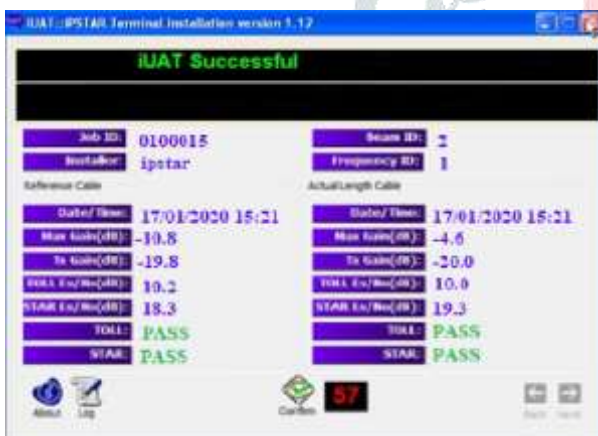 iUAT::IPSTAR Terminal Installation version 1.12
iUAT Successful
Job ID: 0100015
Beam ID: 2
Installer: ipstar
Frequency ID: 1
Reference Cable
Actual Length Cable
Date/Time: 17/01/2020 15:21
Date/Time: 17/01/2020 15:21
Max Gain(dB): -10.8
Max Gain(dB): -4.6
Tx Gain(dB): -19.8
Tx Gain(dB): -20.0
TOLL Es/No(dB): 10.2
TOLL Es/No(dB): 10.0
STAR Es/No(dB): 18.3
STAR Es/No(dB): 19.3
TOLL: PASS
TOLL: PASS
STAR: PASS
STAR: PASS
57
About
Log
Confirm
Back
Next